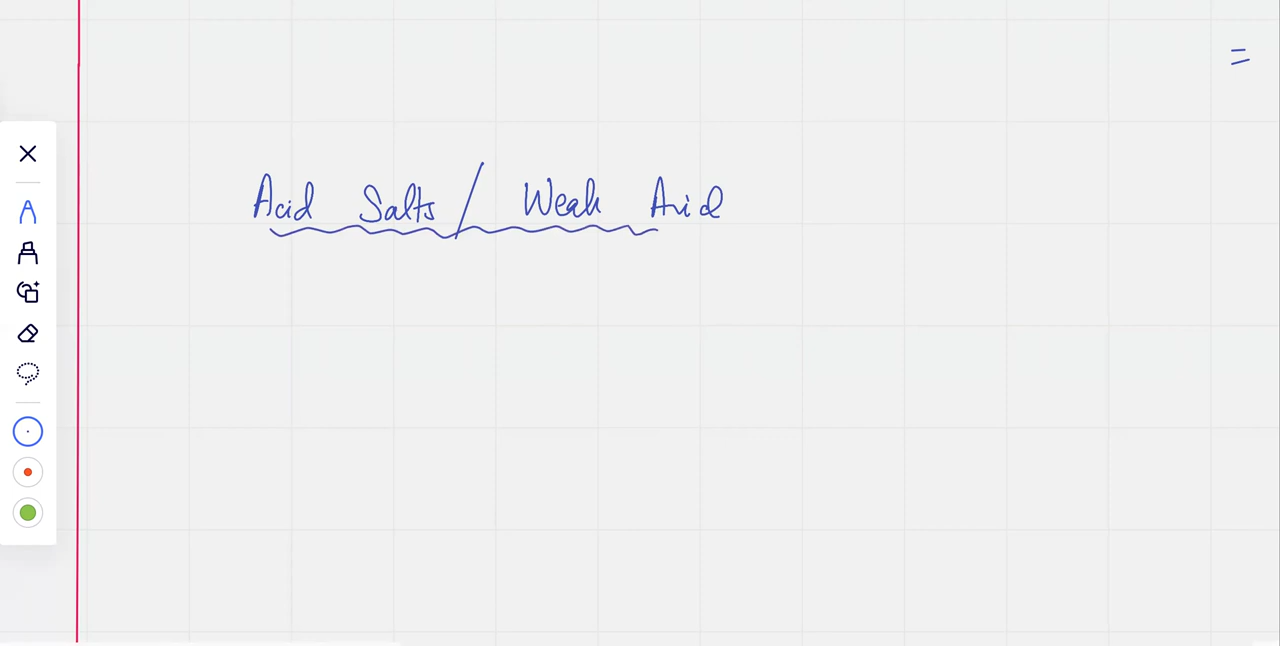 =
Acid Salts / Weak Acid